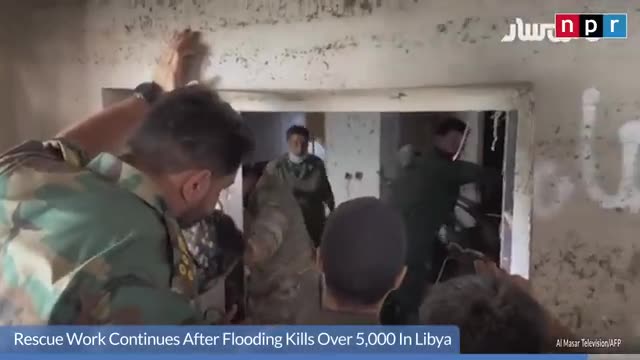 npr
Rescue Work Continues After Flooding Kills Over 5,000 In Libya
Al Masar Television/AFP